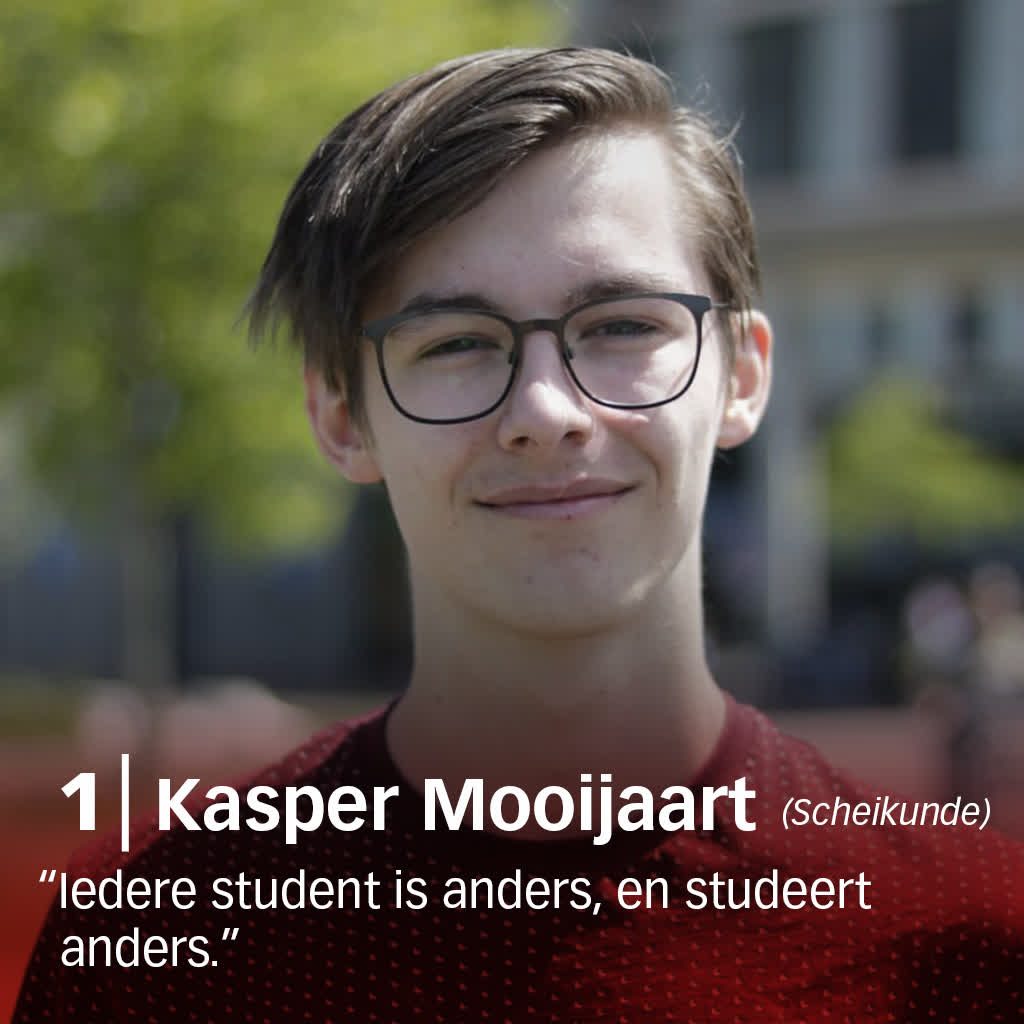 1| Kasper Mooijaart (Scheikunde)
“Iedere student is anders, en studeert
anders.”